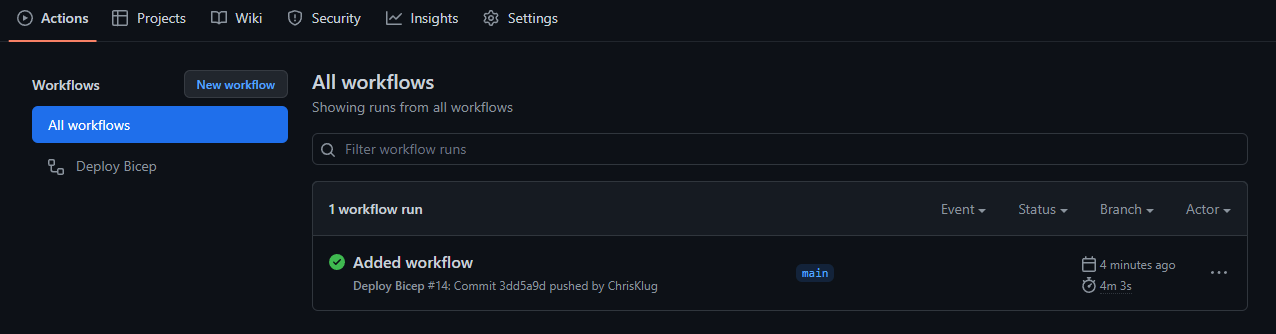 Actions Projects Wiki Security Insights Settings
Workflows New workflow
All workflows
Deploy Bicep
All workflows
Showing runs from all workflows
Filter workflow runs
1 workflow run Event Status Branch Actor
Added workflow
Deploy Bicep #14: Commit 3dd5a9d pushed by ChrisKlug
main
4 minutes ago
4m 3s